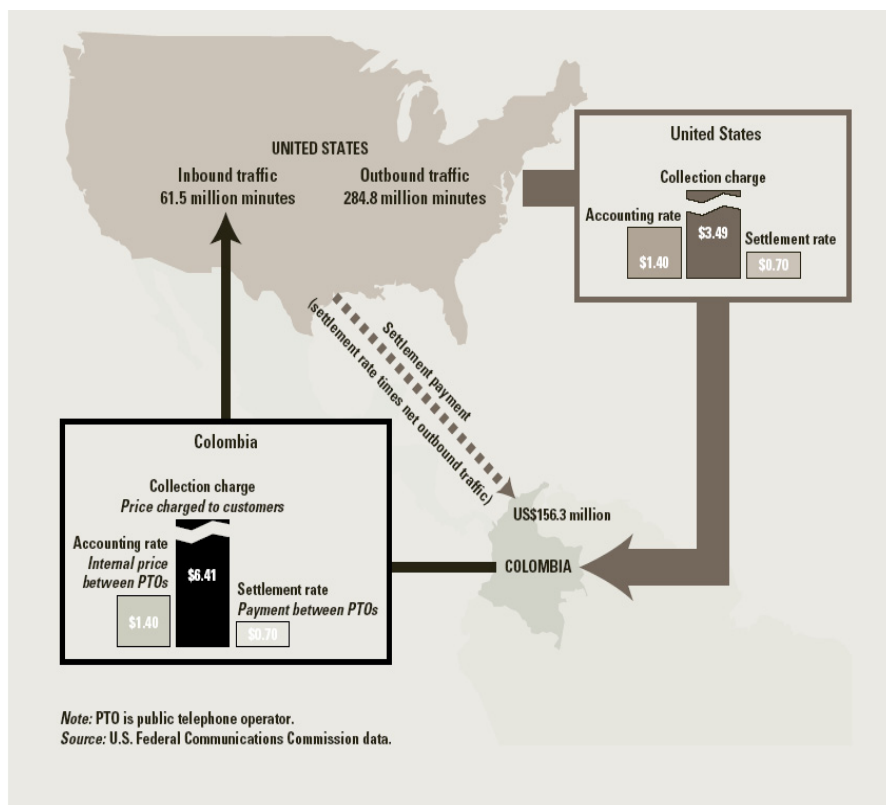 UNITED STATES
Inbound traffic
61.5 million minutes
Outbound traffic
284.8 million minutes
United States
Collection charge
Accounting rate
$3.49
Settlement rate
$1.40
$0.70
Settlement payment
(settlement rate times net outbound traffic)
US$156.3 million
COLOMBIA
Colombia
Collection charge
Price charged to customers
Accounting rate
Internal price
between PTOs
$6.41
Settlement rate
Payment between PTOs
$1.40
$0.70
Note: PTO is public telephone operator.
Source: U.S. Federal Communications Commission data.